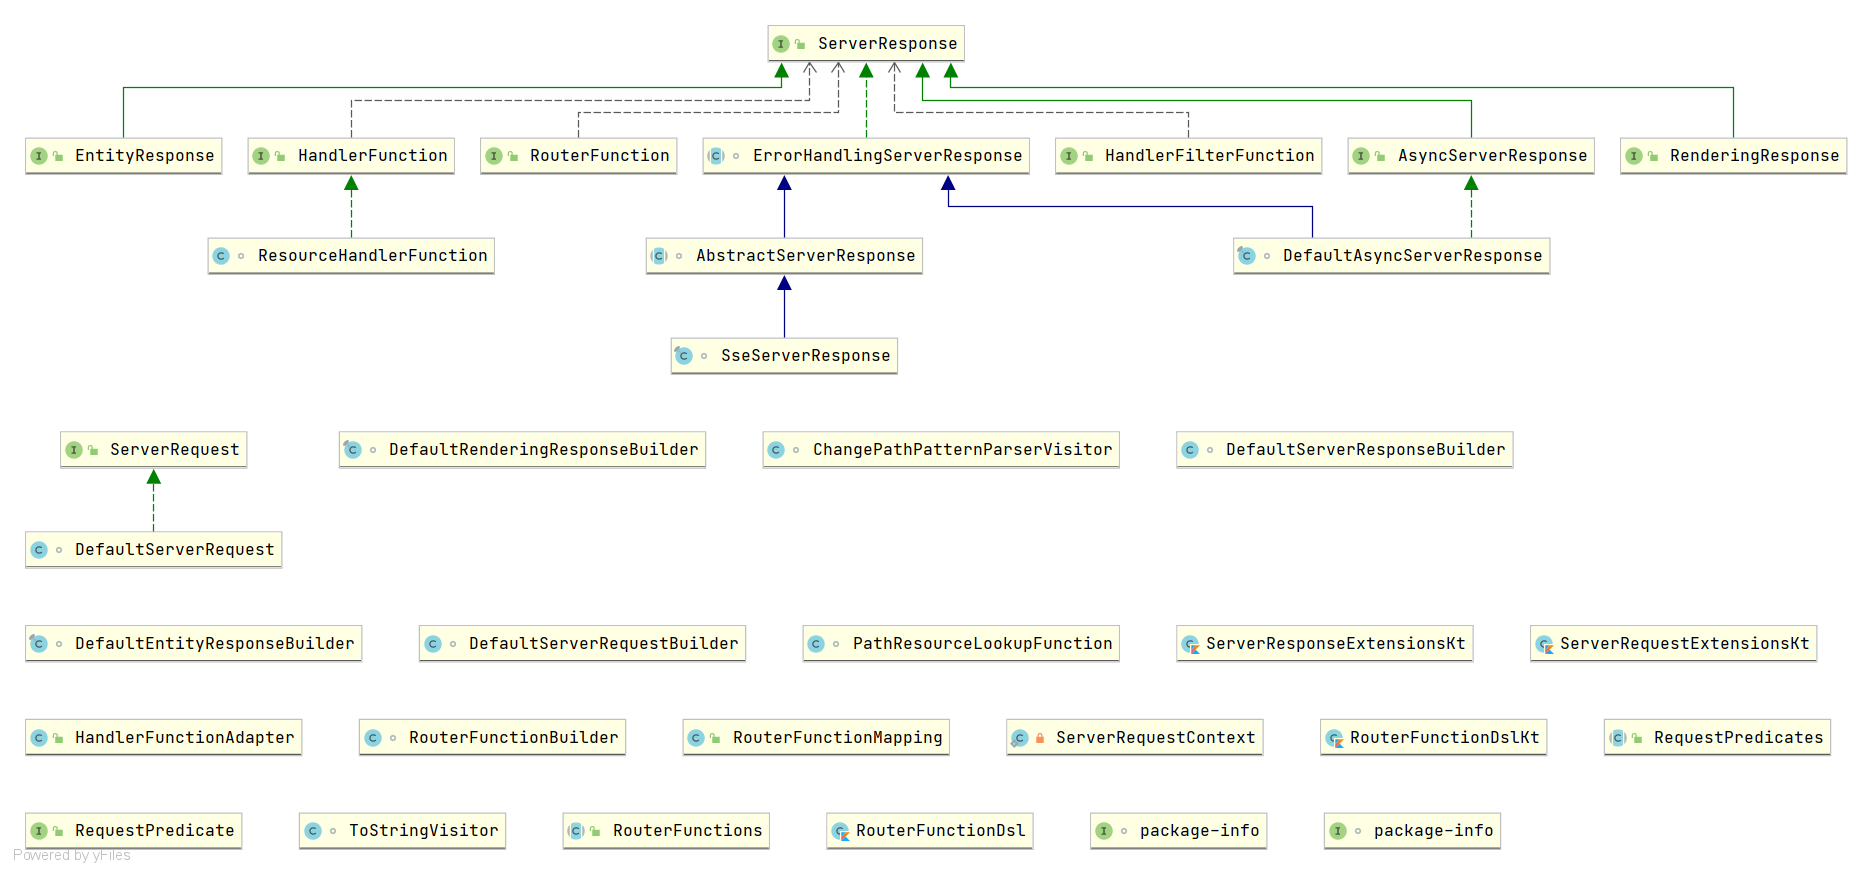 ServerResponse
EntityResponse
HandlerFunction
RouterFunction
ErrorHandlingServerResponse
HandlerFilterFunction
AsyncServerResponse
RenderingResponse
ResourceHandlerFunction
AbstractServerResponse
DefaultAsyncServerResponse
SseServerResponse
ServerRequest
DefaultRenderingResponseBuilder
ChangePathPatternParserVisitor
DefaultServerResponseBuilder
DefaultServerRequest
DefaultEntityResponseBuilder
DefaultServerRequestBuilder
PathResourceLookupFunction
ServerResponseExtensionsKt
ServerRequestExtensionsKt
HandlerFunctionAdapter
RouterFunctionBuilder
RouterFunctionMapping
ServerRequestContext
RouterFunctionDslKt
RequestPredicates
RequestPredicate
ToStringVisitor
RouterFunctions
RouterFunctionDsl
package-info
package-info
Powered by yFiles